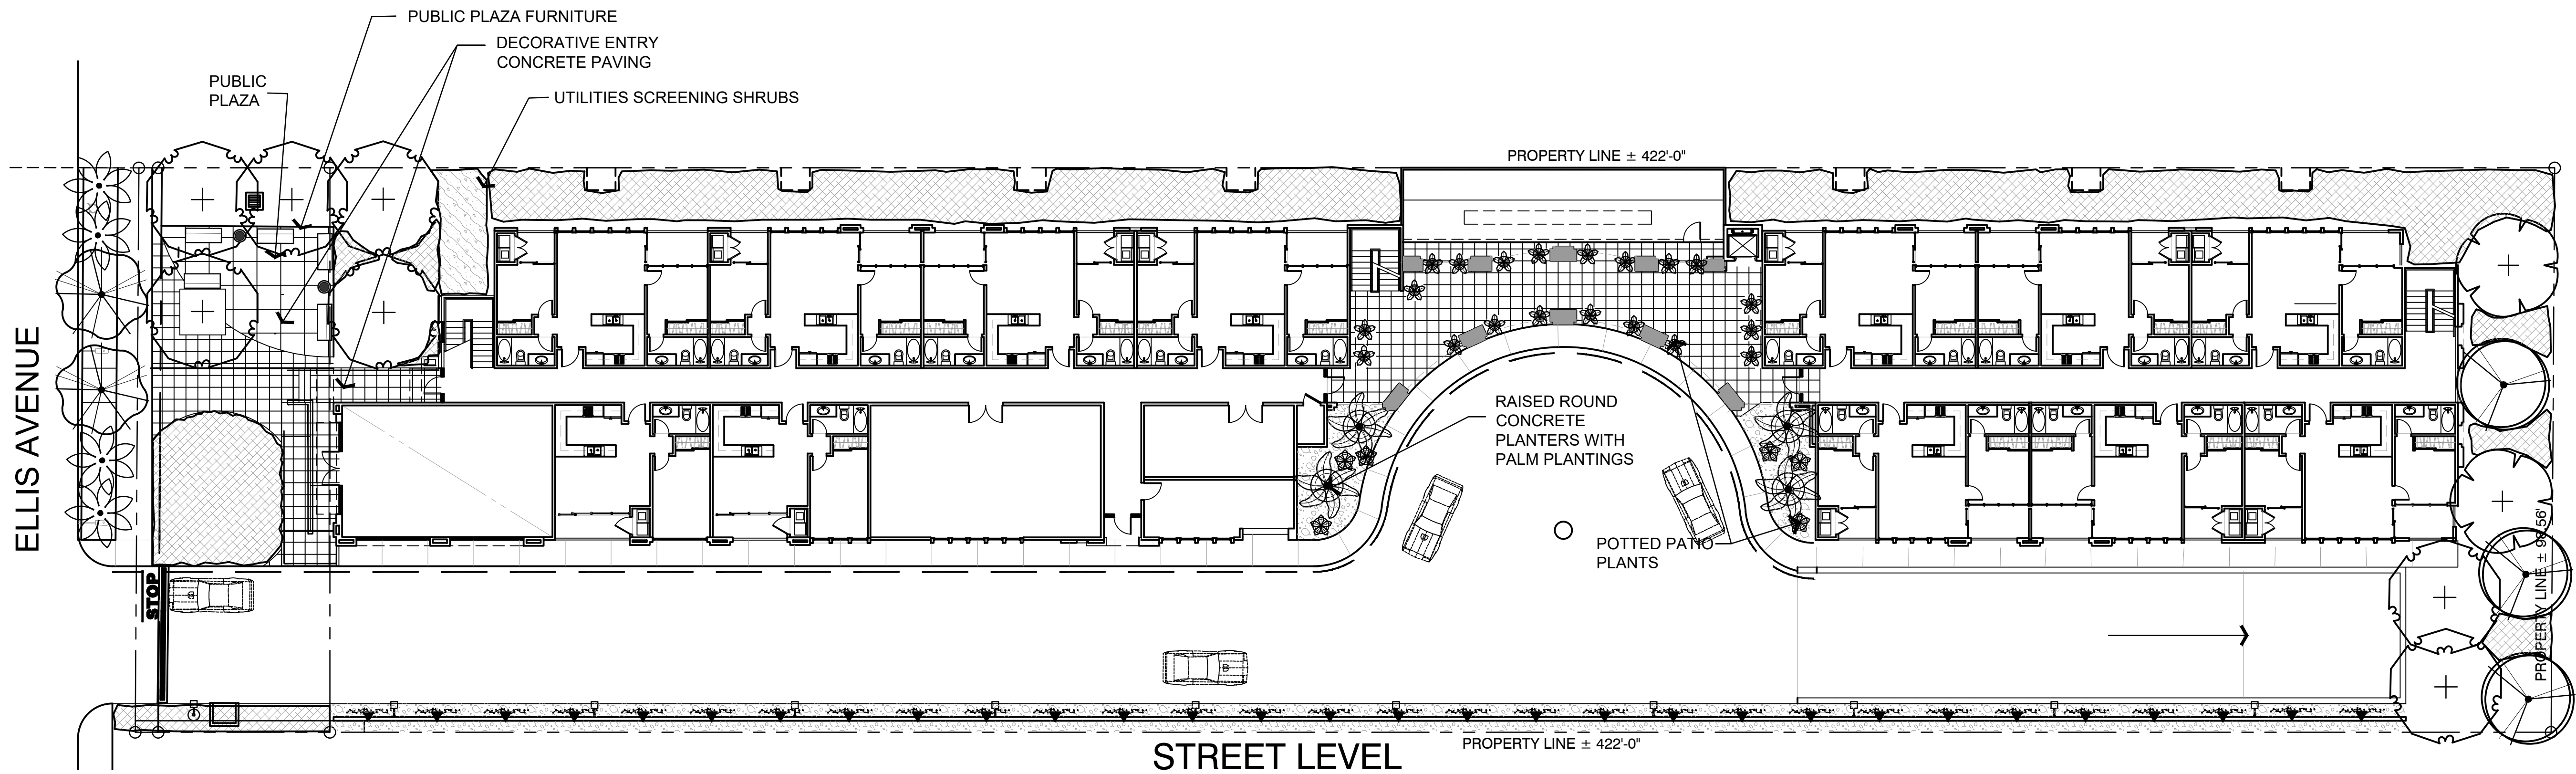 PUBLIC PLAZA FURNITURE
DECORATIVE ENTRY
CONCRETE PAVING
PUBLIC
PLAZA
UTILITIES SCREENING SHRUBS
PROPERTY LINE ± 422'-0"
ELLIS AVENUE
RAISED ROUND
CONCRETE
PLANTERS WITH
PALM PLANTINGS
POTTED PATIO
PLANTS
STOP
PROPERTY LINE ±
STREET LEVEL
PROPERTY LINE ± 422'-0"